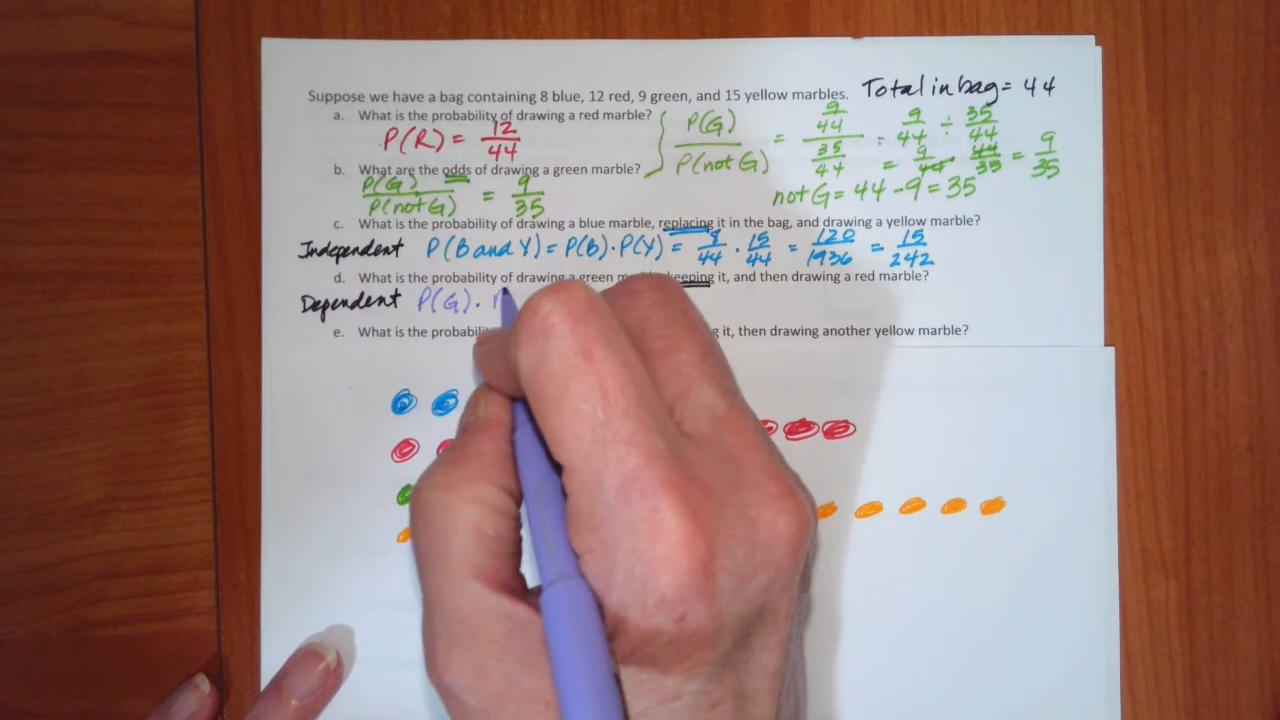 Suppose we have a bag containing 8 blue, 12 red, 9 green, and 15 yellow marbles. Total in bag = 44
a. What is the probability of drawing a red marble?
P(R) = 12/44
P(G)/P(not G) = 9/44 / 35/44 = 9/44 ÷ 35/44
= 9/44 · 44/35 = 9/35
b. What are the odds of drawing a green marble?
P(G)/P(not G) = 9/35
not G = 44 - 9 = 35
c. What is the probability of drawing a blue marble, replacing it in the bag, and drawing a yellow marble?
Independent P(B and Y) = P(B) · P(Y) = 8/44 · 15/44 = 120/1936 = 15/242
d. What is the probability of drawing a green keeping it, and then drawing a red marble?
Dependent P(G) ·
e. What is the it, then drawing another yellow marble?